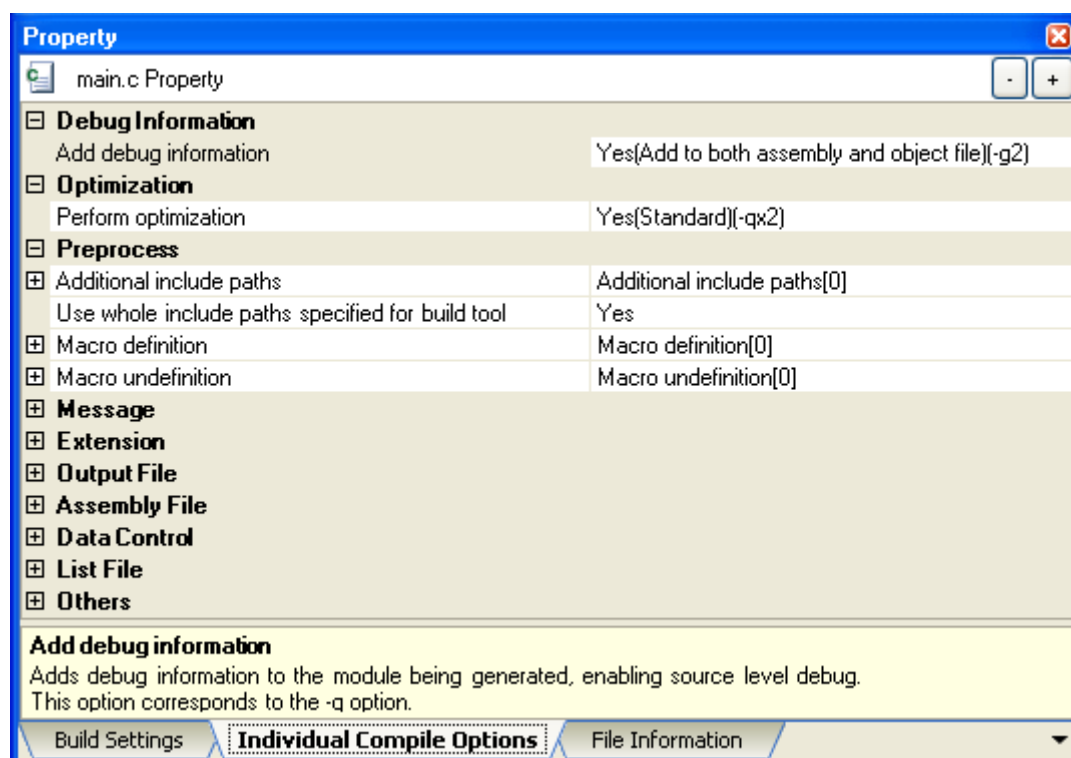 Property
main.c Property
- +
Debug Information
Add debug information Yes(Add to both assembly and object file)(-g2)
Optimization
Perform optimization Yes(Standard)(-qx2)
Preprocess
Additional include paths Additional include paths[0]
Use whole include paths specified for build tool Yes
Macro definition Macro definition[0]
Macro undefinition Macro undefinition[0]
Message
Extension
Output File
Assembly File
Data Control
List File
Others
Add debug information
Adds debug information to the module being generated, enabling source level debug.
This option corresponds to the -g option.
Build Settings Individual Compile Options File Information